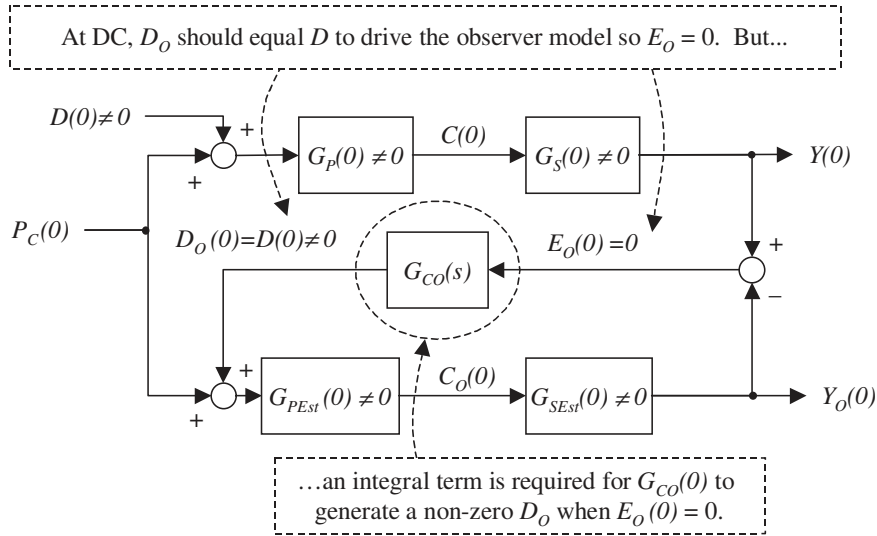 At DC, D_O should equal D to drive the observer model so E_O = 0. But...
D(0)≠0
+
+
G_P(0) ≠ 0
C(0)
G_S(0) ≠ 0
Y(0)
P_C(0)
D_O(0)=D(0)≠0
G_CO(s)
E_O(0)=0
+
−
+
+
G_PEst(0) ≠ 0
C_O(0)
G_SEst(0) ≠ 0
Y_O(0)
...an integral term is required for G_CO(0) to
generate a non-zero D_O when E_O(0) = 0.